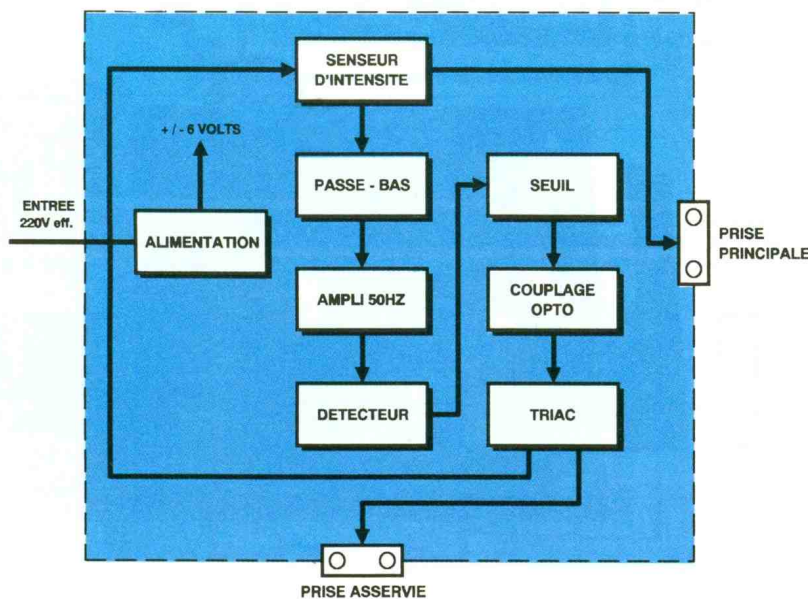 SENSEUR
D'INTENSITE
+ / - 6 VOLTS
PASSE - BAS
SEUIL
ENTREE
220V eff.
ALIMENTATION
PRISE
PRINCIPALE
AMPLI 50HZ
COUPLAGE
OPTO
DETECTEUR
TRIAC
PRISE ASSERVIE